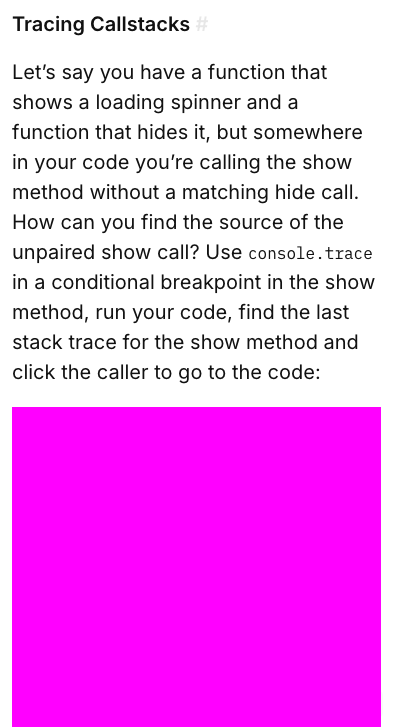 Tracing Callstacks #
Let’s say you have a function that
shows a loading spinner and a
function that hides it, but somewhere
in your code you’re calling the show
method without a matching hide call.
How can you find the source of the
unpaired show call? Use console.trace
in a conditional breakpoint in the show
method, run your code, find the last
stack trace for the show method and
click the caller to go to the code: